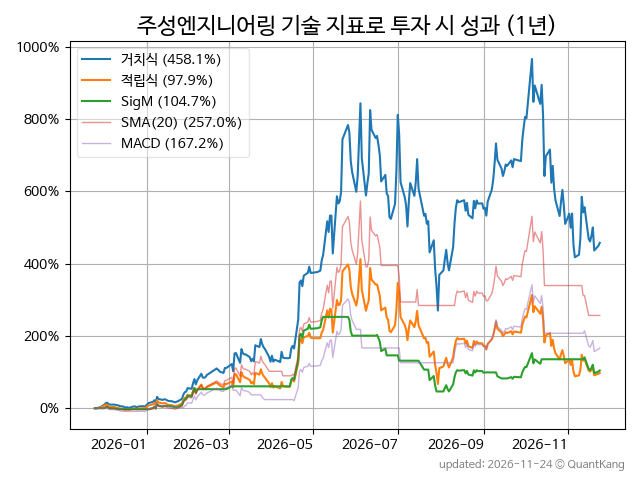 주성엔지니어링 기술 지표로 투자 시 성과 (1년)
1000%
800%
600%
400%
200%
0%
거치식 (458.1%)
적립식 (97.9%)
SigM (104.7%)
SMA(20) (257.0%)
MACD (167.2%)
2026-01
2026-03
2026-05
2026-07
2026-09
2026-11
updated: 2026-11-24 © QuantKang